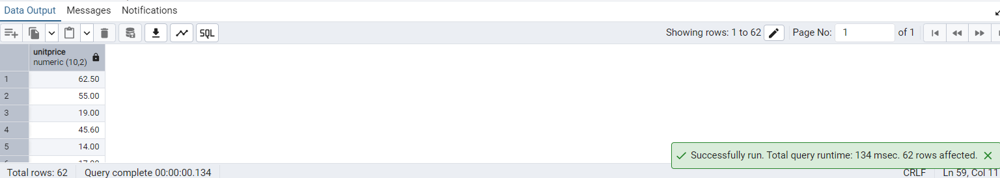 Data Output Messages Notifications
SQL Showing rows: 1 to 62 Page No: 1 of 1
unitprice
numeric (10,2)
1 62.50
2 55.00
3 19.00
4 45.60
5 14.00
Successfully run. Total query runtime: 134 msec. 62 rows affected.
Total rows: 62 Query complete 00:00:00.134 CRLF Ln 59, Col 11